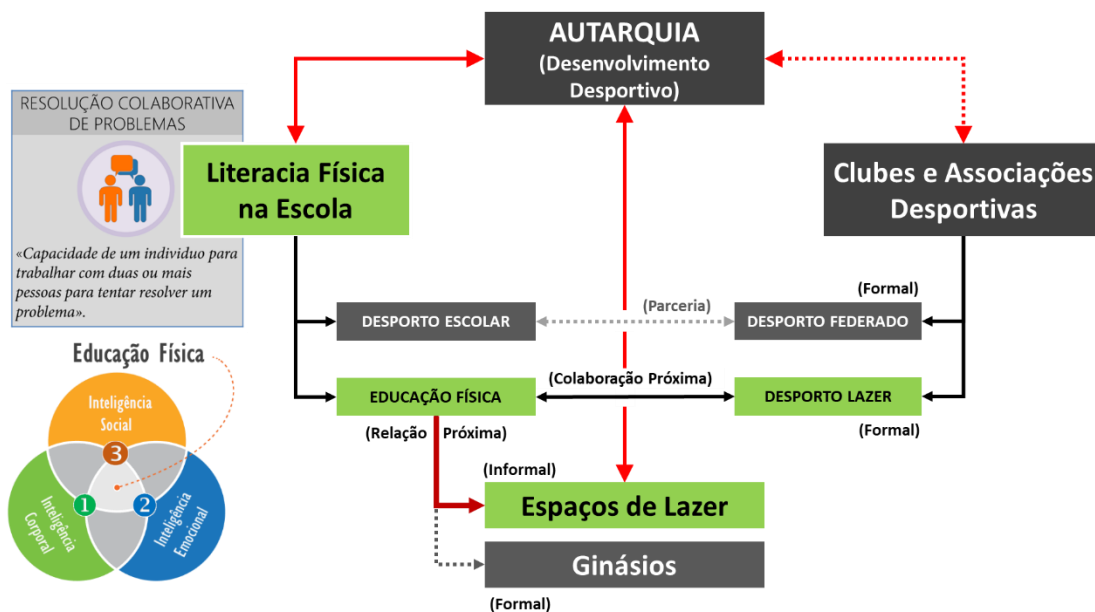 AUTARQUIA
(Desenvolvimento
Desportivo)
RESOLUÇÃO COLABORATIVA
DE PROBLEMAS
«Capacidade de um individuo para
trabalhar com duas ou mais
pessoas para tentar resolver um
problema».
Literacia Física
na Escola
Clubes e Associações
Desportivas
(Formal)
(Parceria)
DESPORTO ESCOLAR
DESPORTO FEDERADO
(Colaboração Próxima)
EDUCAÇÃO FÍSICA
DESPORTO LAZER
(Relação Próxima)
(Formal)
(Informal)
Espaços de Lazer
Ginásios
(Formal)
Educação Física
Inteligência
Social
3
1
2
Inteligência
Corporal
Inteligência
Emocional